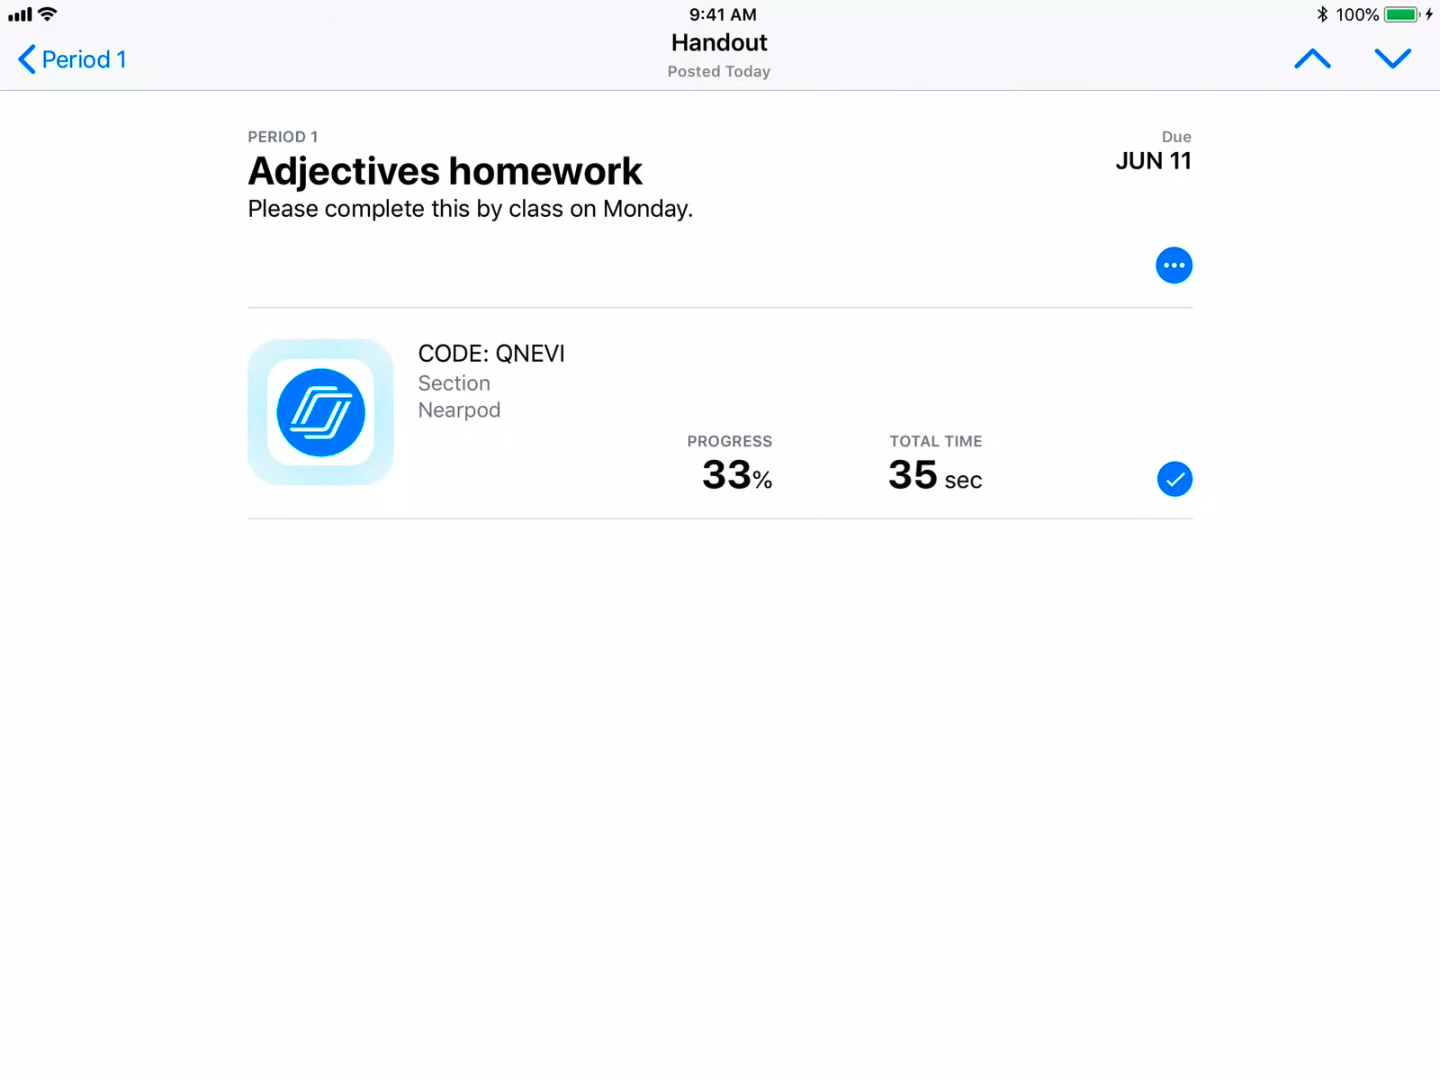 9:41 AM
100%
Period 1
Handout
Posted Today
PERIOD 1
Adjectives homework
Please complete this by class on Monday.
Due
JUN 11
CODE: QNEVI
Section
Nearpod
PROGRESS
33%
TOTAL TIME
35 sec